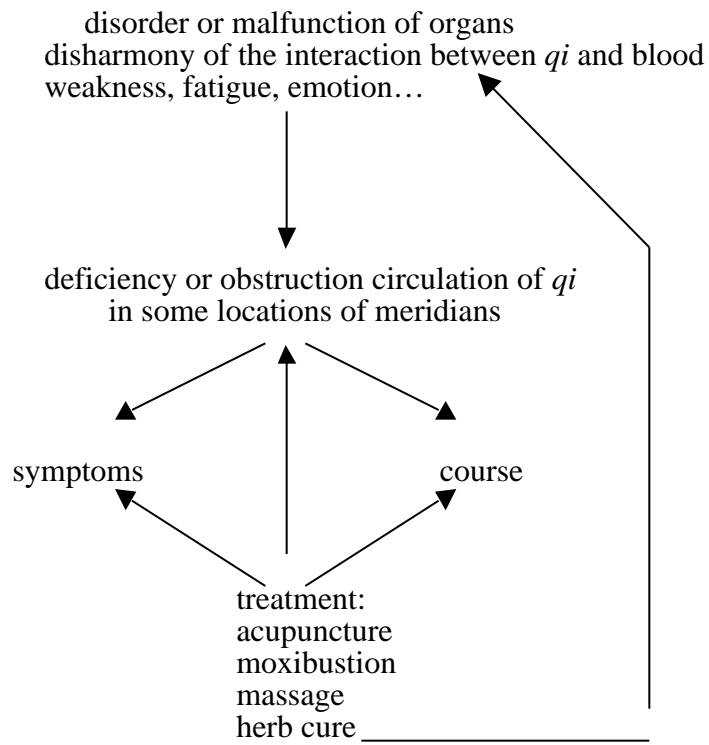 disorder or malfunction of organs
disharmony of the interaction between qi and blood
weakness, fatigue, emotion…
deficiency or obstruction circulation of qi
in some locations of meridians
symptoms
course
treatment:
acupuncture
moxibustion
massage
herb cure